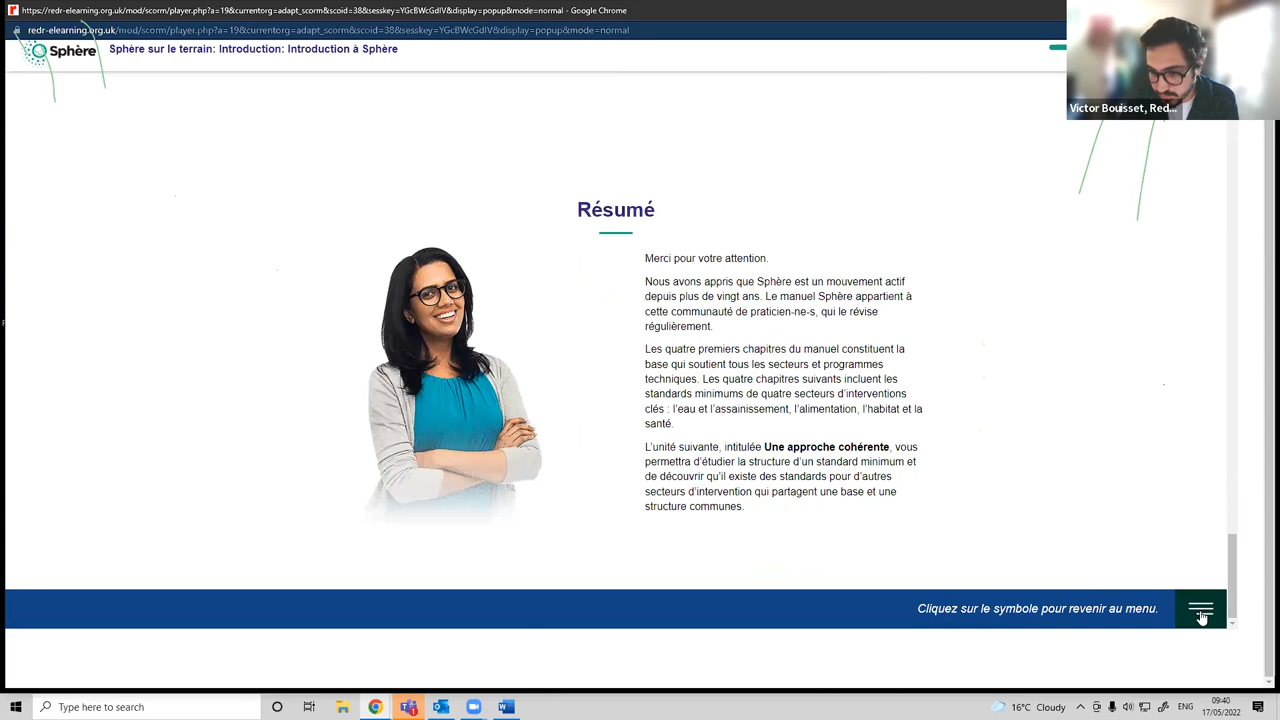 https://redr-elearning.org.uk/mod/scorm/player.php?a=19&currentorg=adapt_scorm&scoid=38&sesskey=YGcBWcGdIV&display=popup&mode=normal - Google Chrome
redr-elearning.org.uk/mod/scorm/player.php?a=19&currentorg=adapt_scorm&scoid=38&sesskey=YGcBWcGdIV&display=popup&mode=normal
Sphère
Sphère sur le terrain: Introduction: Introduction à Sphère
Victor Bouisset, Red...
Résumé
Merci pour votre attention.
Nous avons appris que Sphère est un mouvement actif
depuis plus de vingt ans. Le manuel Sphère appartient à
cette communauté de praticien-ne-s, qui le révise
régulièrement.
Les quatre premiers chapitres du manuel constituent la
base qui soutient tous les secteurs et programmes
techniques. Les quatre chapitres suivants incluent les
standards minimums de quatre secteurs d'interventions
clés : l'eau et l'assainissement, l'alimentation, l'habitat et la
santé.
L'unité suivante, intitulée Une approche cohérente, vous
permettra d'étudier la structure d'un standard minimum et
de découvrir qu'il existe des standards pour d'autres
secteurs d'intervention qui partagent une base et une
structure communes.
Cliquez sur le symbole pour revenir au menu.
Type here to search
16°C Cloudy
ENG
09:40
17/05/2022